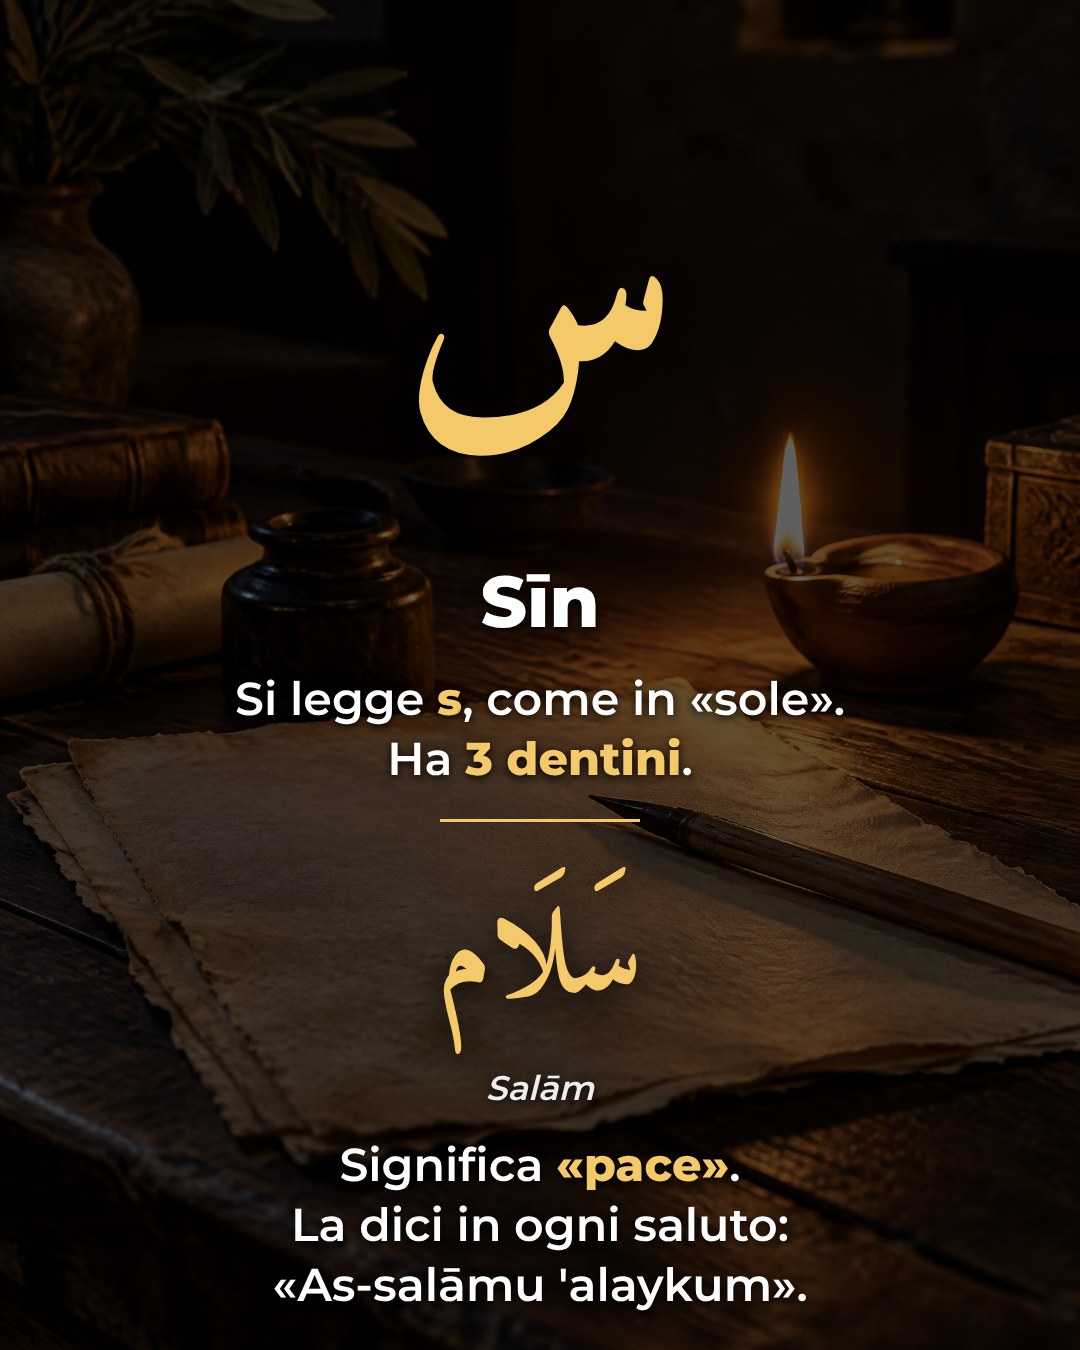 س
Sīn
Si legge s, come in «sole».
Ha 3 dentini.
سَلَام
Salām
Significa «pace».
La dici in ogni saluto:
«As-salāmu 'alaykum».